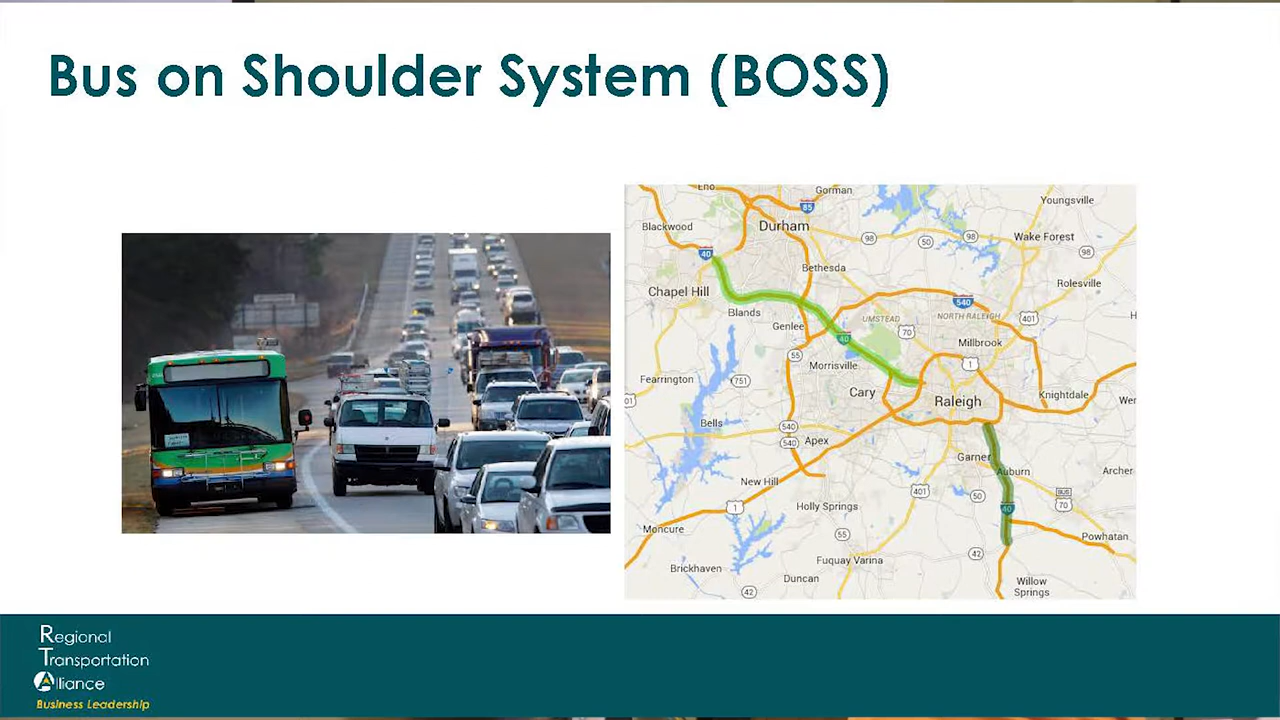 Bus on Shoulder System (BOSS)
Eno.
Gorman
85
Youngsville
Blackwood
Durham
98
50
98
Wake Forest
98
40
Bethesda
Rolesville
Chapel Hill
540
Blands
UMSTEAD
NORTH RALEIGH
401
H
Genlee
70
40
Millbrook
55
Morrisville
1
Fearrington
751
Cary
Raleigh
Knightdale
01
Wen
Bells
540
540
Apex
Garner
Auburn
Archer
New Hill
401
50
BUS
70
1
Holly Springs
40
Moncure
55
Powhatan
42
Fuquay Varina
Brickhaven
Duncan
42
Willow
Springs
Regional
Transportation
Alliance
Business Leadership